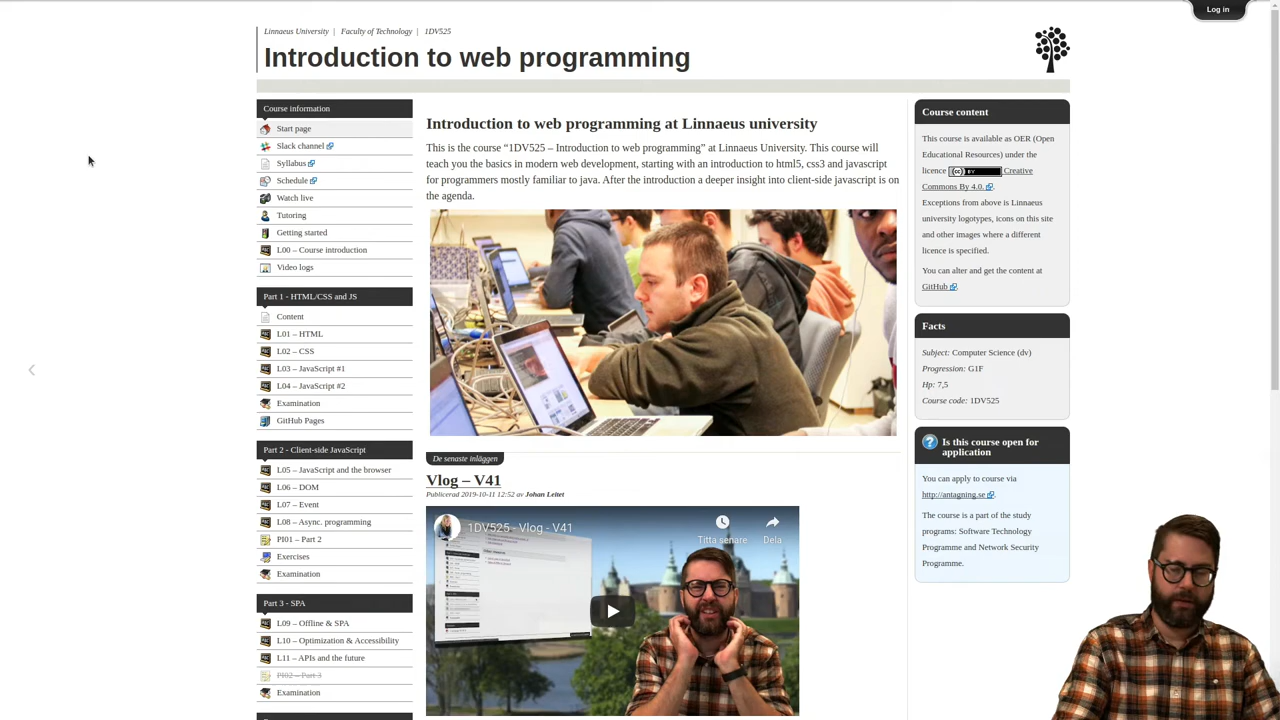 Log in
Linnaeus University | Faculty of Technology | 1DV525
Introduction to web programming
Course information
Start page
Slack channel
Syllabus
Schedule
Watch live
Tutoring
Getting started
L00 – Course introduction
Video logs
Part 1 - HTML/CSS and JS
Content
L01 – HTML
L02 – CSS
L03 – JavaScript #1
L04 – JavaScript #2
Examination
GitHub Pages
Part 2 - Client-side JavaScript
L05 – JavaScript and the browser
L06 – DOM
L07 – Event
L08 – Async. programming
PI01 – Part 2
Exercises
Examination
Part 3 - SPA
L09 – Offline & SPA
L10 – Optimization & Accessibility
L11 – APIs and the future
PI02 – Part 3
Examination
Introduction to web programming at Linnaeus university
This is the course “1DV525 – Introduction to web programming” at Linnaeus University. This course will
teach you the basics in modern web development, starting with an introduction to html5, css3 and javascript
for programmers mostly familiar to java. After the introduction a deeper insight into client-side javascript is on
the agenda.
De senaste inläggen
Vlog – V41
Publicerad 2019-10-11 12:52 av Johan Leitet
1DV525 - Vlog - V41
Titta senare
Dela
Course content
This course is available as OER (Open
Educational Resources) under the
licence (cc) BY Creative
Commons By 4.0.
Exceptions from above is Linnaeus
university logotypes, icons on this site
and other images where a different
licence is specified.
You can alter and get the content at
GitHub.
Facts
Subject: Computer Science (dv)
Progression: G1F
Hp: 7,5
Course code: 1DV525
Is this course open for
application
You can apply to course via
http://antagning.se.
The course is a part of the study
programs: Software Technology
Programme and Network Security
Programme.